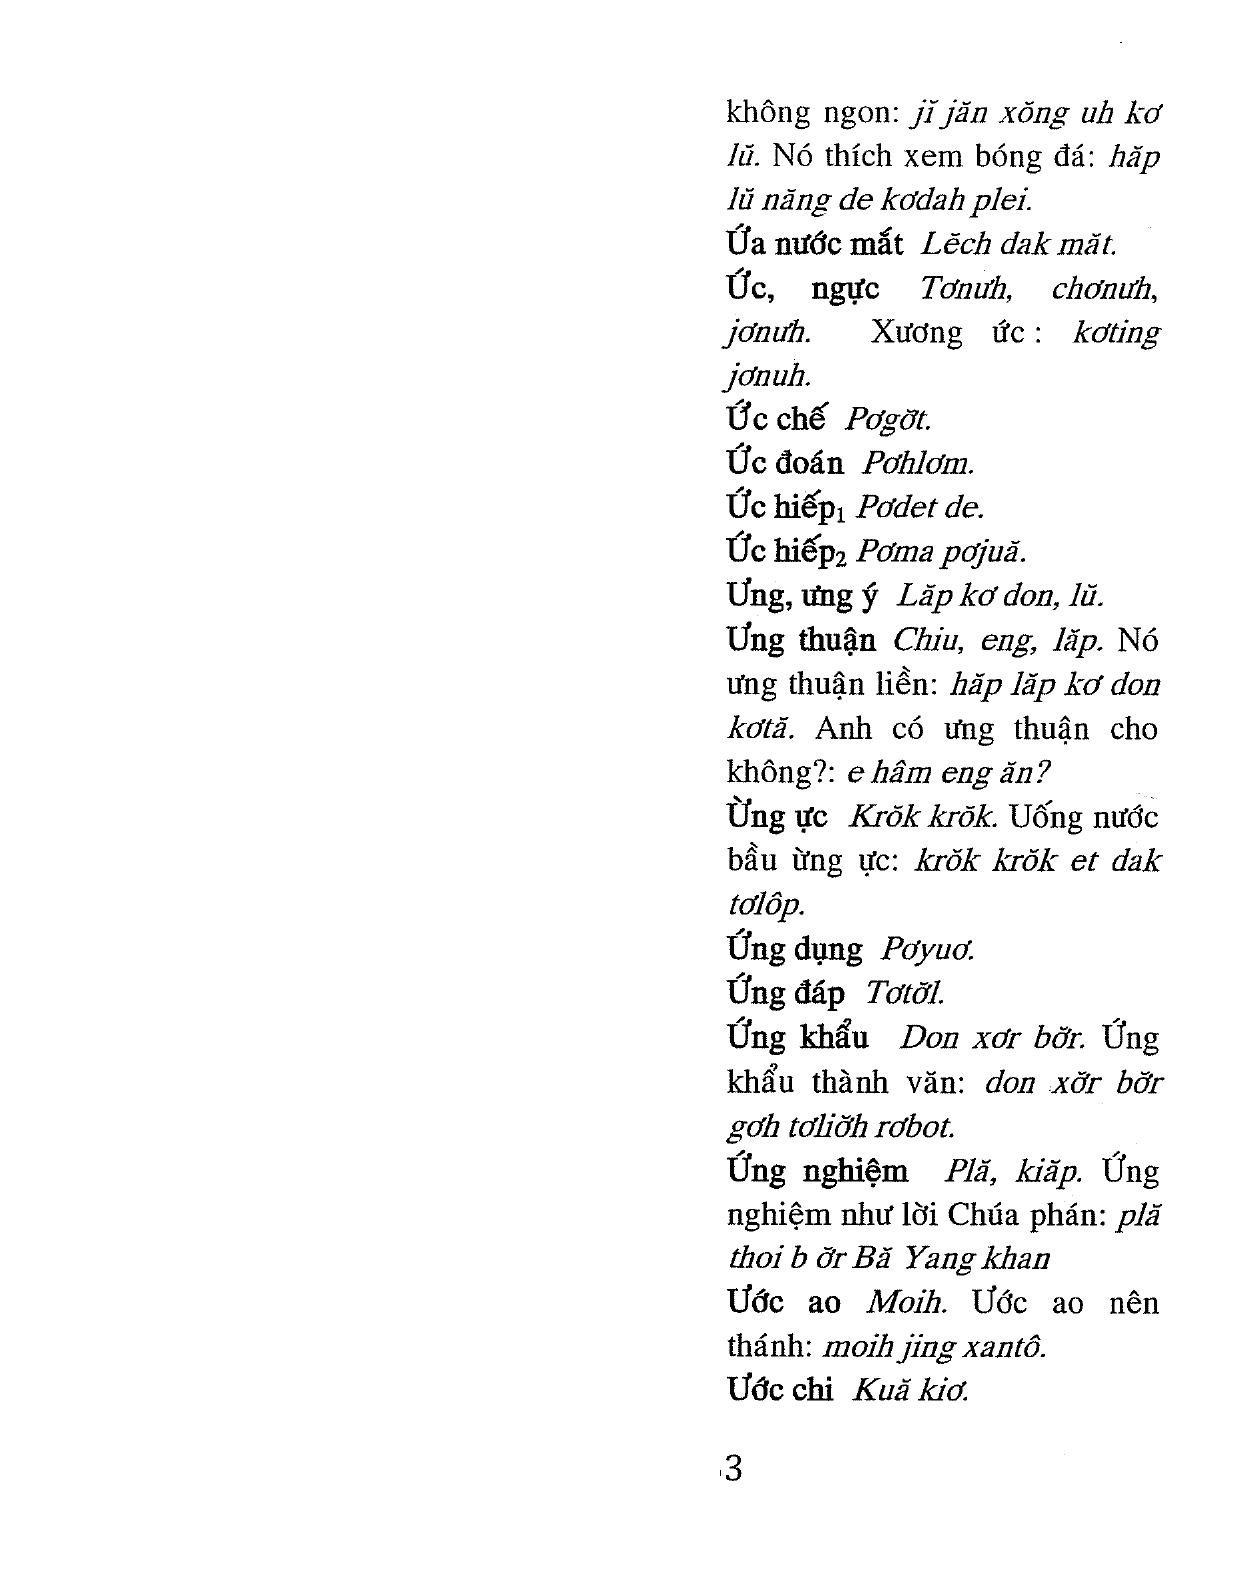 không ngon: jĭ jăn xŏng uh kơ
lŭ. Nó thích xem bóng đá: hăp
lŭ năng de kơdah plei.
Ứa nước mắt Lĕch dak măt.
Ức, ngực Tơnưh, chơnưh,
jơnưh. Xương ức : kơting
jơnuh.
Ức chế Pơgơ̆t.
Ức đoán Pơhlơm.
Ức hiếp₁ Pơdet de.
Ức hiếp₂ Pơma pơjuă.
Ưng, ưng ý Lăp kơ don, lŭ.
Ưng thuận Chiu, eng, lăp. Nó
ưng thuận liền: hăp lăp kơ don
kơtă. Anh có ưng thuận cho
không?: e hâm eng ăn?
Ừng ực Krŏk krŏk. Uống nước
bầu ừng ực: krŏk krŏk et dak
tơlôp.
Ứng dụng Pơyuơ.
Ứng đáp Tơtơ̆l.
Ứng khẩu Don xơr bơ̆r. Ứng
khẩu thành văn: don xơ̆r bơ̆r
gơh tơliơ̆h rơbot.
Ứng nghiệm Plă, kiăp. Ứng
nghiệm như lời Chúa phán: plă
thoi b ơ̆r Bă Yang khan
Ước ao Moih. Ước ao nên
thánh: moih jing xantô.
Ước chi Kuă kiơ.
3